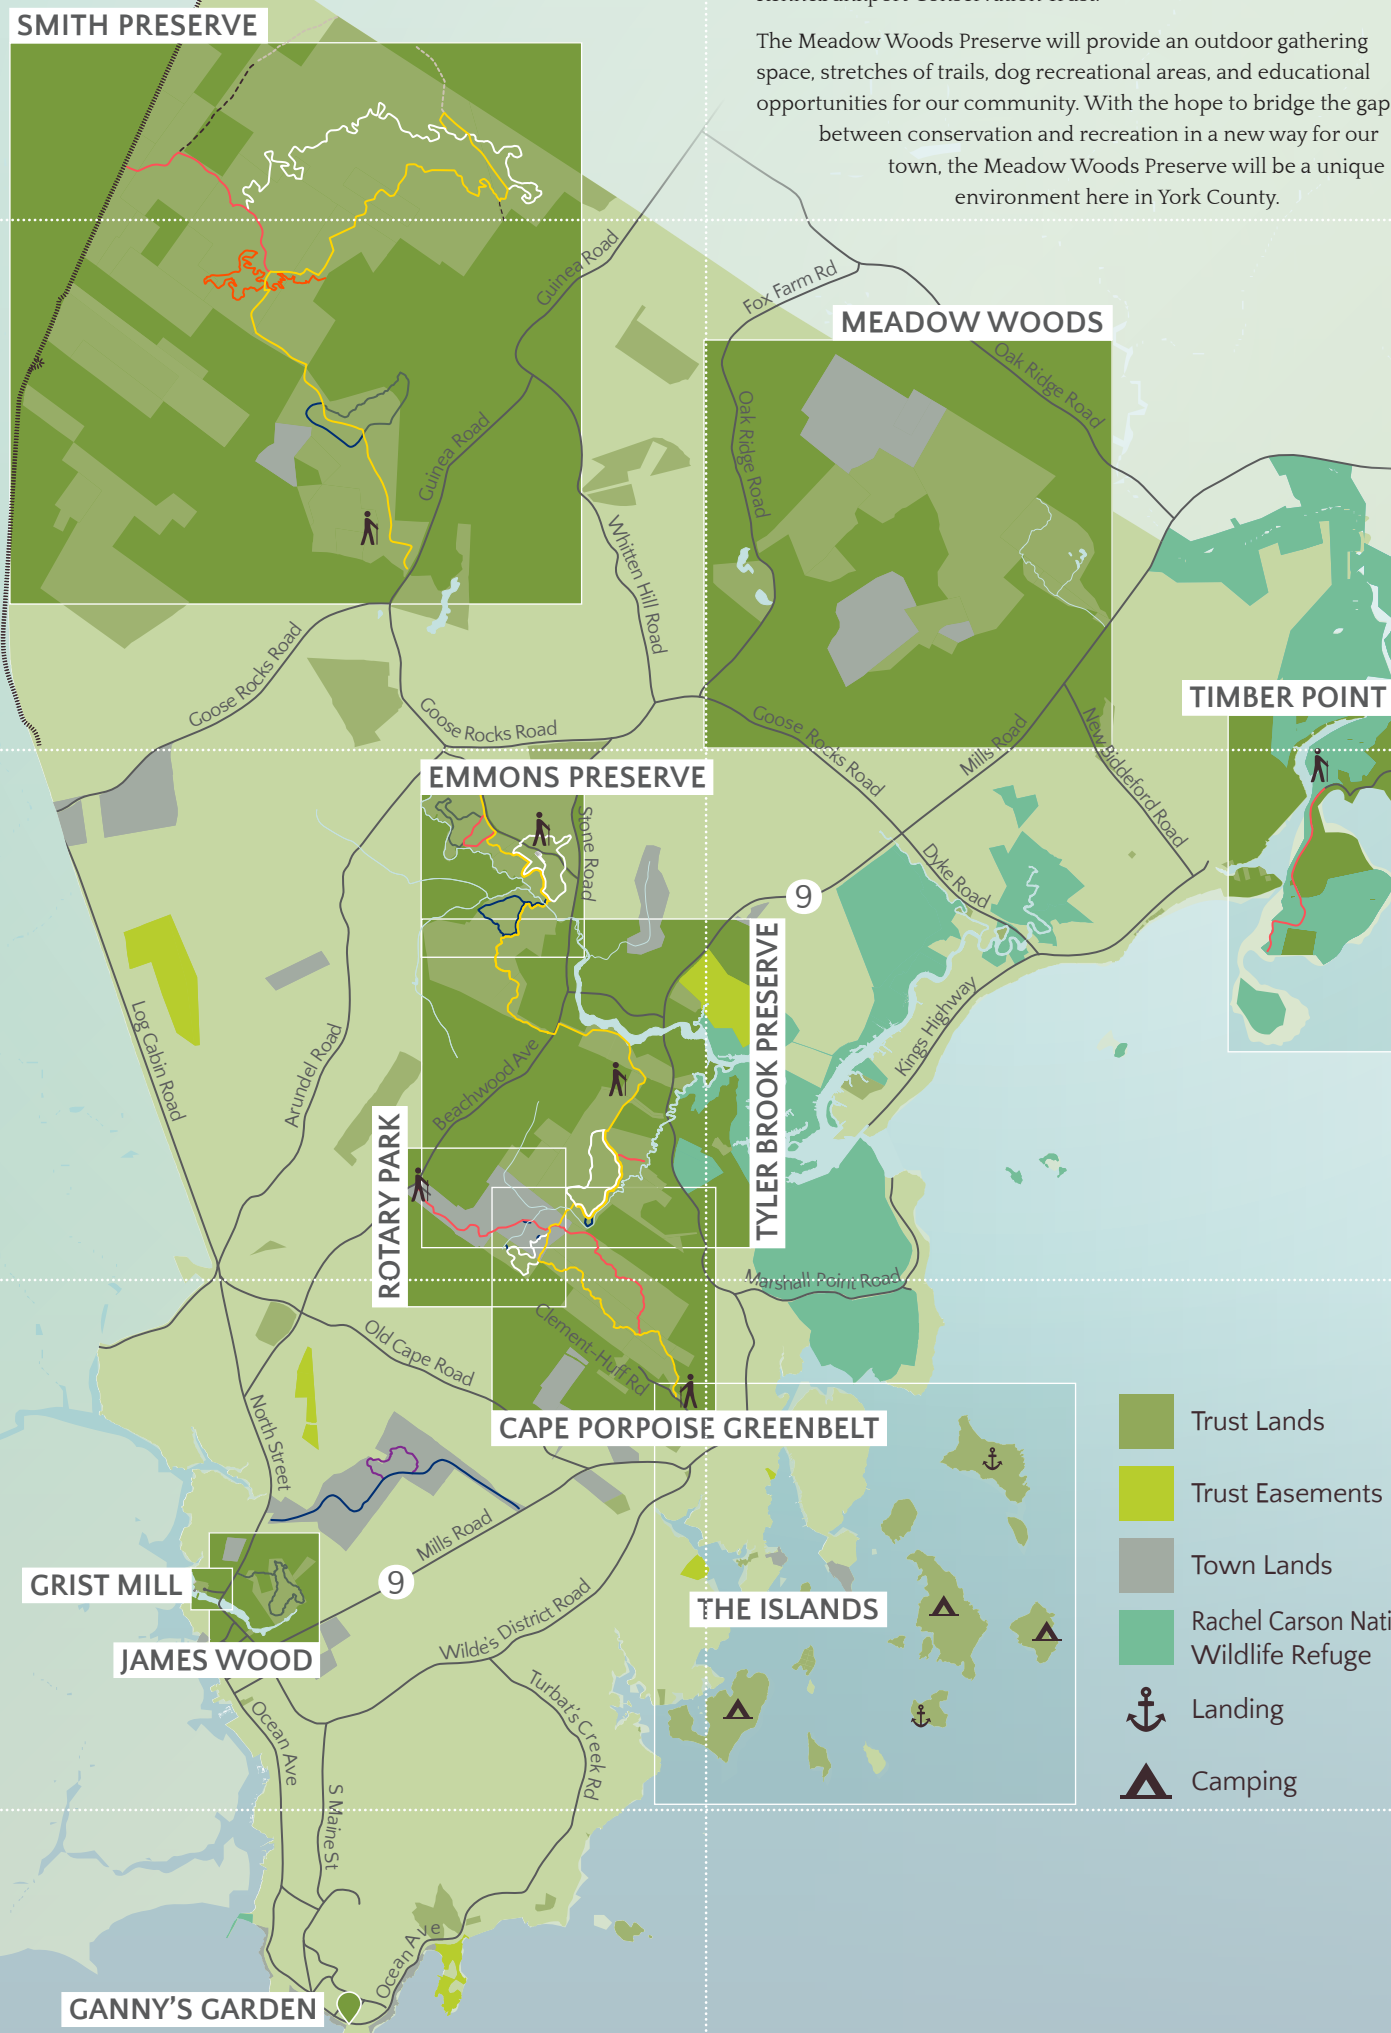 The Meadow Woods Preserve will provide an outdoor gathering
space, stretches of trails, dog recreational areas, and educational
opportunities for our community. With the hope to bridge the gap
between conservation and recreation in a new way for our
town, the Meadow Woods Preserve will be a unique
environment here in York County.
SMITH PRESERVE
Guinea Road
Fox Farm Rd
MEADOW WOODS
Oak Ridge Road
Oak Ridge Road
Guinea Road
Whitten Hill Road
Goose Rocks Road
Goose Rocks Road
Goose Rocks Road
Mills Road
New Biddeford Road
TIMBER POINT
EMMONS PRESERVE
Stone Road
Dyke Road
9
TYLER BROOK PRESERVE
Kings Highway
Log Cabin Road
Arundel Road
Beachwood Ave
ROTARY PARK
Marshall Point Road
Old Cape Road
Clement-Huff Rd
CAPE PORPOISE GREENBELT
North Street
Mills Road
9
GRIST MILL
JAMES WOOD
THE ISLANDS
Wilde's District Road
Turbat's Creek Rd
Ocean Ave
S Maine St
Ocean Ave
GANNY'S GARDEN
Trust Lands
Trust Easements
Town Lands
Rachel Carson Nati
Wildlife Refuge
Landing
Camping